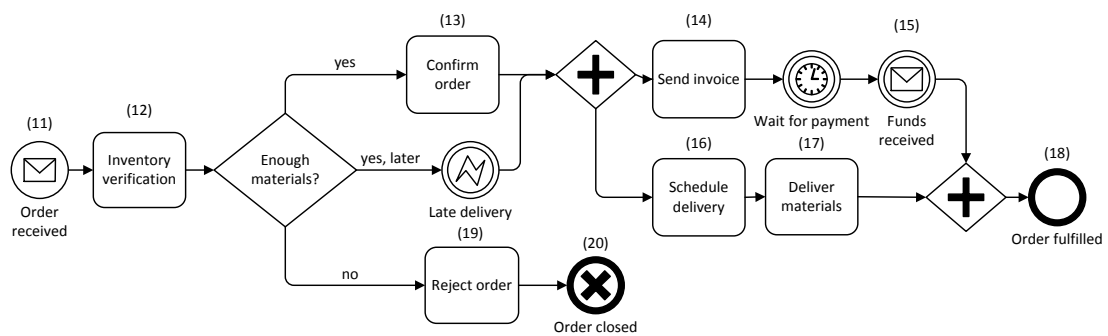 (11)
Order
received
(12)
Inventory
verification
Enough
materials?
yes
(13)
Confirm
order
yes, later
Late delivery
no
(19)
Reject order
(20)
Order closed
(14)
Send invoice
Wait for payment
(15)
Funds
received
(16)
Schedule
delivery
(17)
Deliver
materials
(18)
Order fulfilled